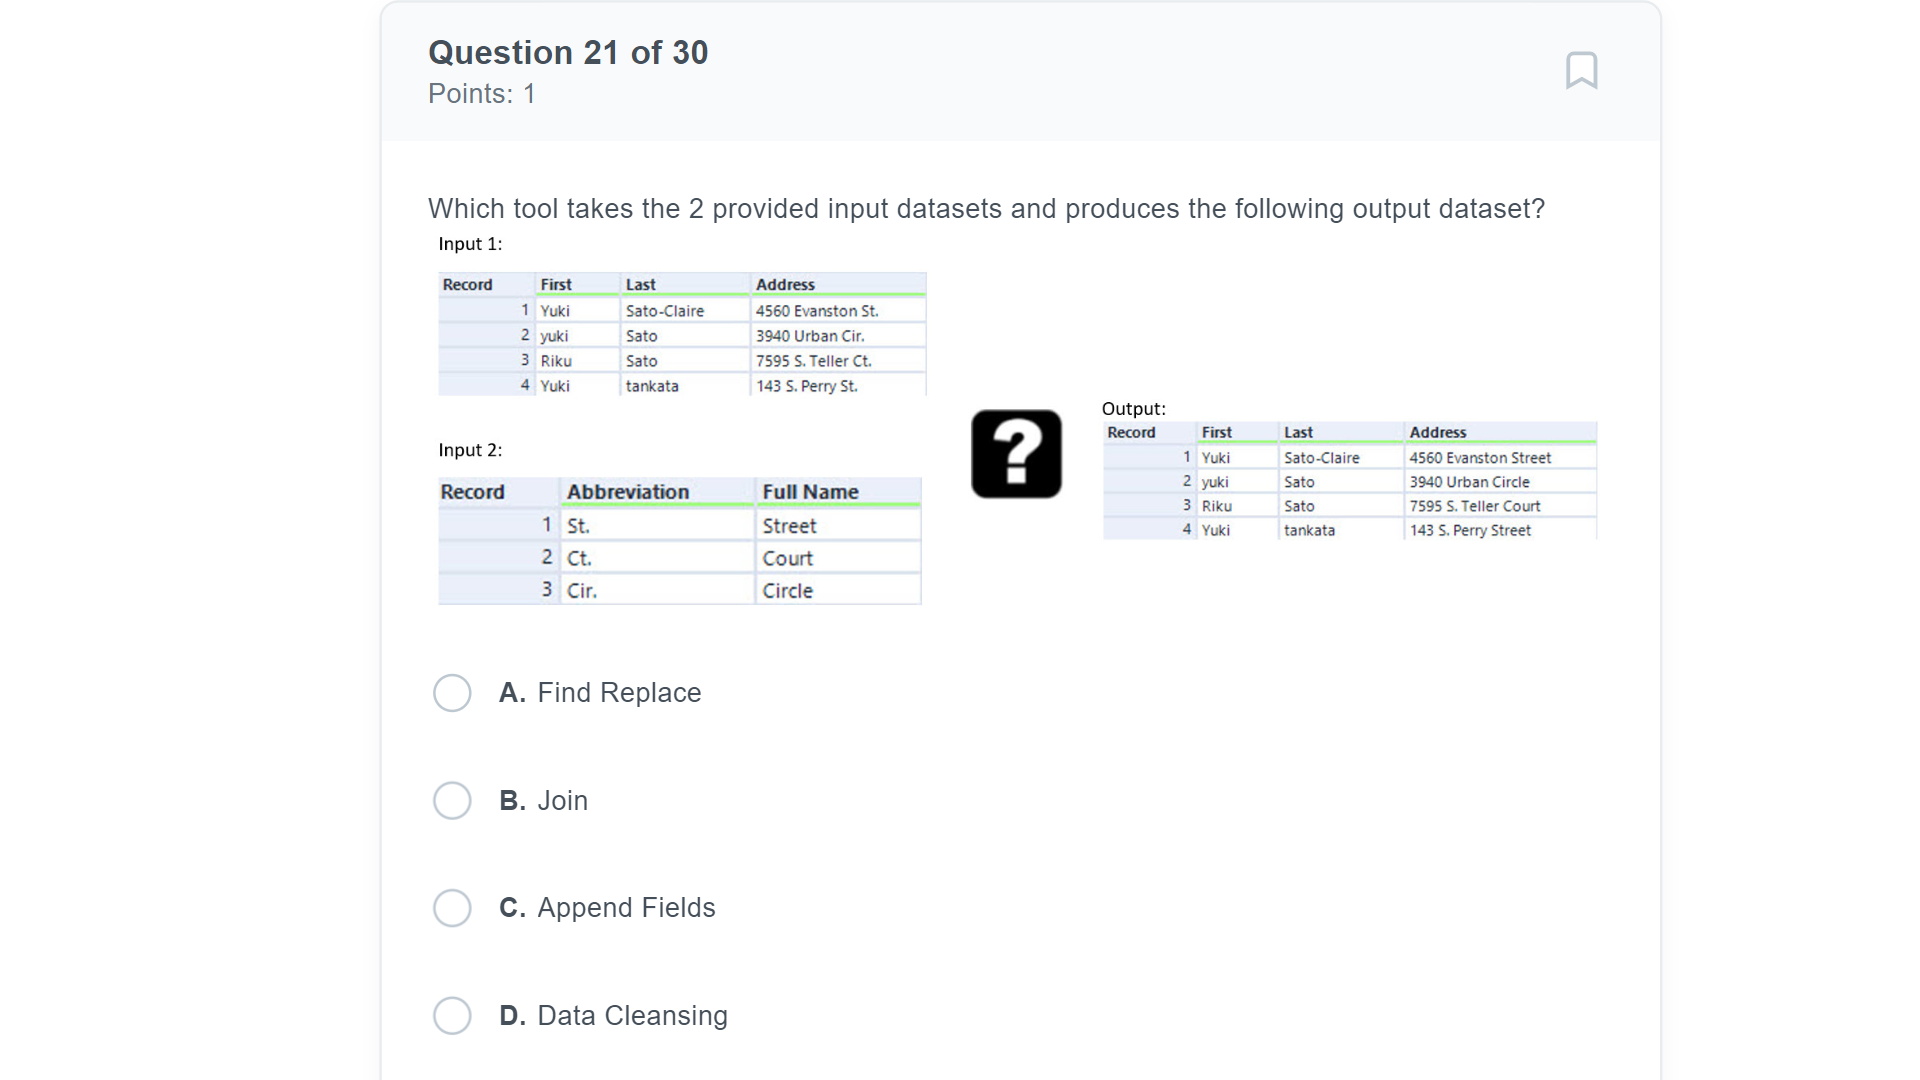 Question 21 of 30
Points: 1
Which tool takes the 2 provided input datasets and produces the following output dataset?
Input 1:
Record First Last Address
1 Yuki Sato-Claire 4560 Evanston St.
2 yuki Sato 3940 Urban Cir.
3 Riku Sato 7595 S. Teller Ct.
4 Yuki tankata 143 S. Perry St.
Input 2:
Record Abbreviation Full Name
1 St. Street
2 Ct. Court
3 Cir. Circle
?
Output:
Record First Last Address
1 Yuki Sato-Claire 4560 Evanston Street
2 yuki Sato 3940 Urban Circle
3 Riku Sato 7595 S. Teller Court
4 Yuki tankata 143 S. Perry Street
A. Find Replace
B. Join
C. Append Fields
D. Data Cleansing